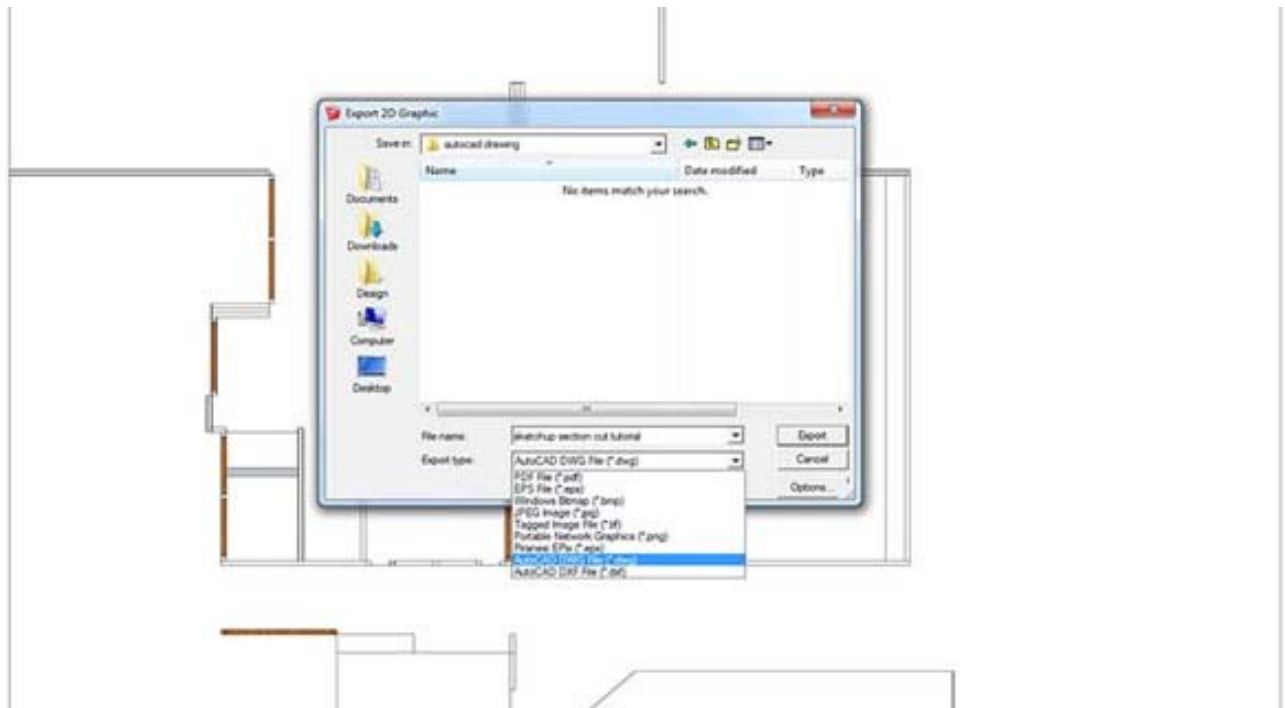 Export 2D Graphic
Save in: autocad drawing
Name Date modified Type
No items match your search.
Documents
Downloads
Design
Computer
Desktop
File name: sketchup section cut tutorial Export
Export type: AutoCAD DWG File (*.dwg) Cancel
Options...
PDF File (*.pdf)
EPS File (*.eps)
Windows Bitmap (*.bmp)
JPEG Image (*.jpg)
Tagged Image File (*.tif)
Portable Network Graphics (*.png)
Piranesi EPix (*.epx)
AutoCAD DWG File (*.dwg)
AutoCAD DXF File (*.dxf)